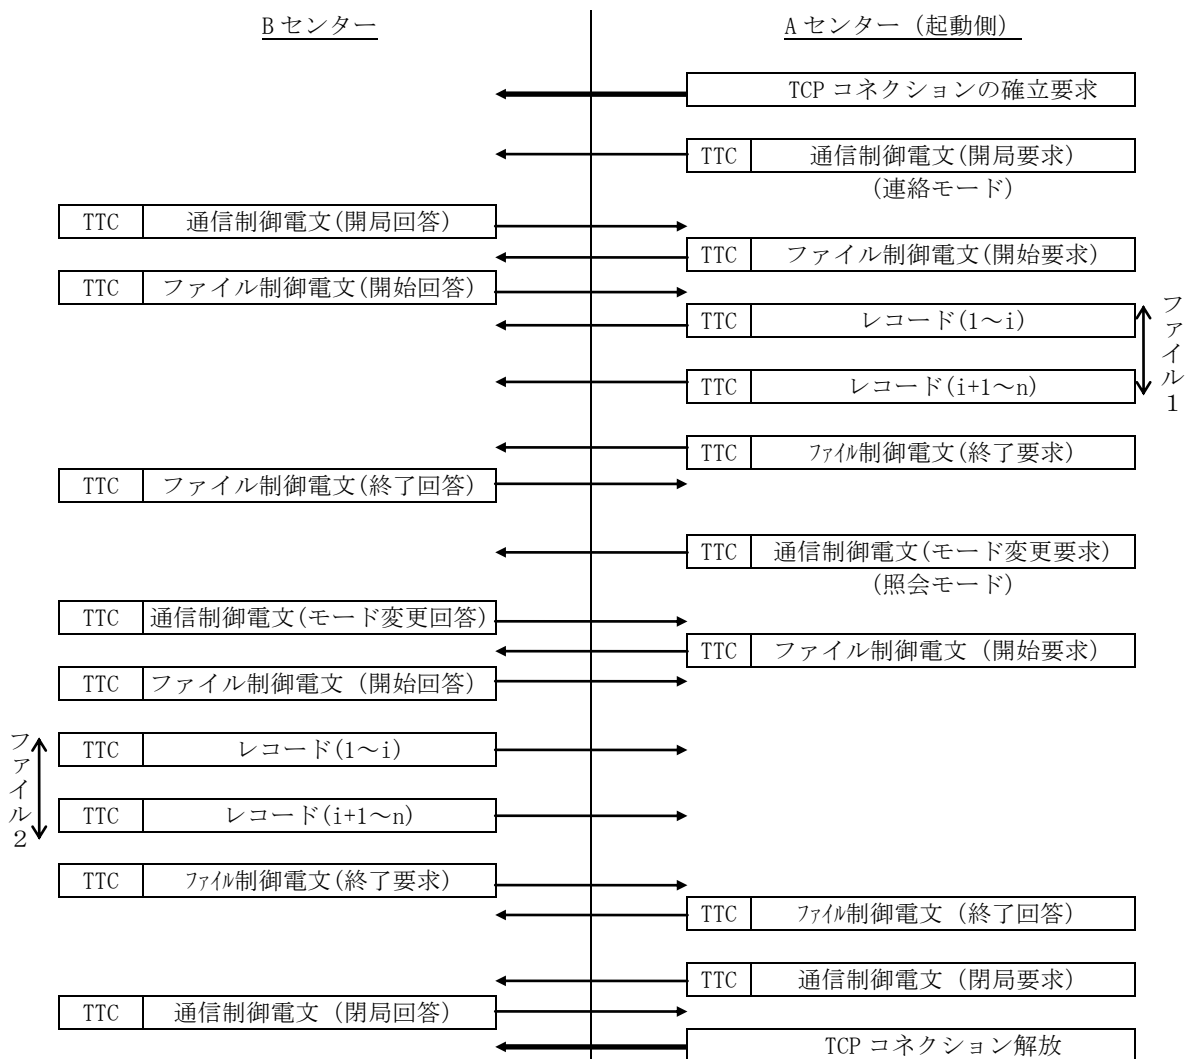 Bセンター
Aセンター (起動側)
TCPコネクションの確立要求
TTC 通信制御電文(開局要求)
(連絡モード)
TTC 通信制御電文(開局回答)
TTC ファイル制御電文(開始要求)
TTC ファイル制御電文(開始回答)
TTC レコード(1～i)
TTC レコード(i+1～n)
ファイル1
TTC ﾌｧｲﾙ制御電文(終了要求)
TTC ファイル制御電文(終了回答)
TTC 通信制御電文(モード変更要求)
(照会モード)
TTC 通信制御電文(モード変更回答)
TTC ファイル制御電文 (開始要求)
TTC ファイル制御電文 (開始回答)
TTC レコード(1～i)
TTC レコード(i+1～n)
ファイル2
TTC ﾌｧｲﾙ制御電文(終了要求)
TTC ﾌｧｲﾙ制御電文 (終了回答)
TTC 通信制御電文 (閉局要求)
TTC 通信制御電文 (閉局回答)
TCPコネクション解放